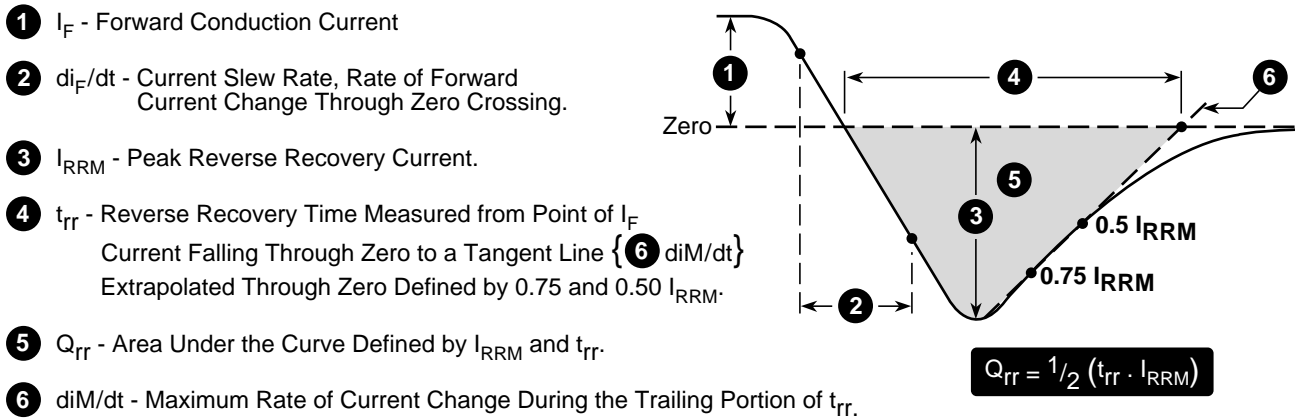 1 I_F - Forward Conduction Current
2 di_F/dt - Current Slew Rate, Rate of Forward
Current Change Through Zero Crossing.
3 I_RRM - Peak Reverse Recovery Current.
4 t_rr - Reverse Recovery Time Measured from Point of I_F
Current Falling Through Zero to a Tangent Line {6 diM/dt}
Extrapolated Through Zero Defined by 0.75 and 0.50 I_RRM.
5 Q_rr - Area Under the Curve Defined by I_RRM and t_rr.
6 diM/dt - Maximum Rate of Current Change During the Trailing Portion of t_rr.
1
4
6
Zero
5
3
0.5 I_RRM
0.75 I_RRM
2
Q_rr = 1/2 (t_rr . I_RRM)